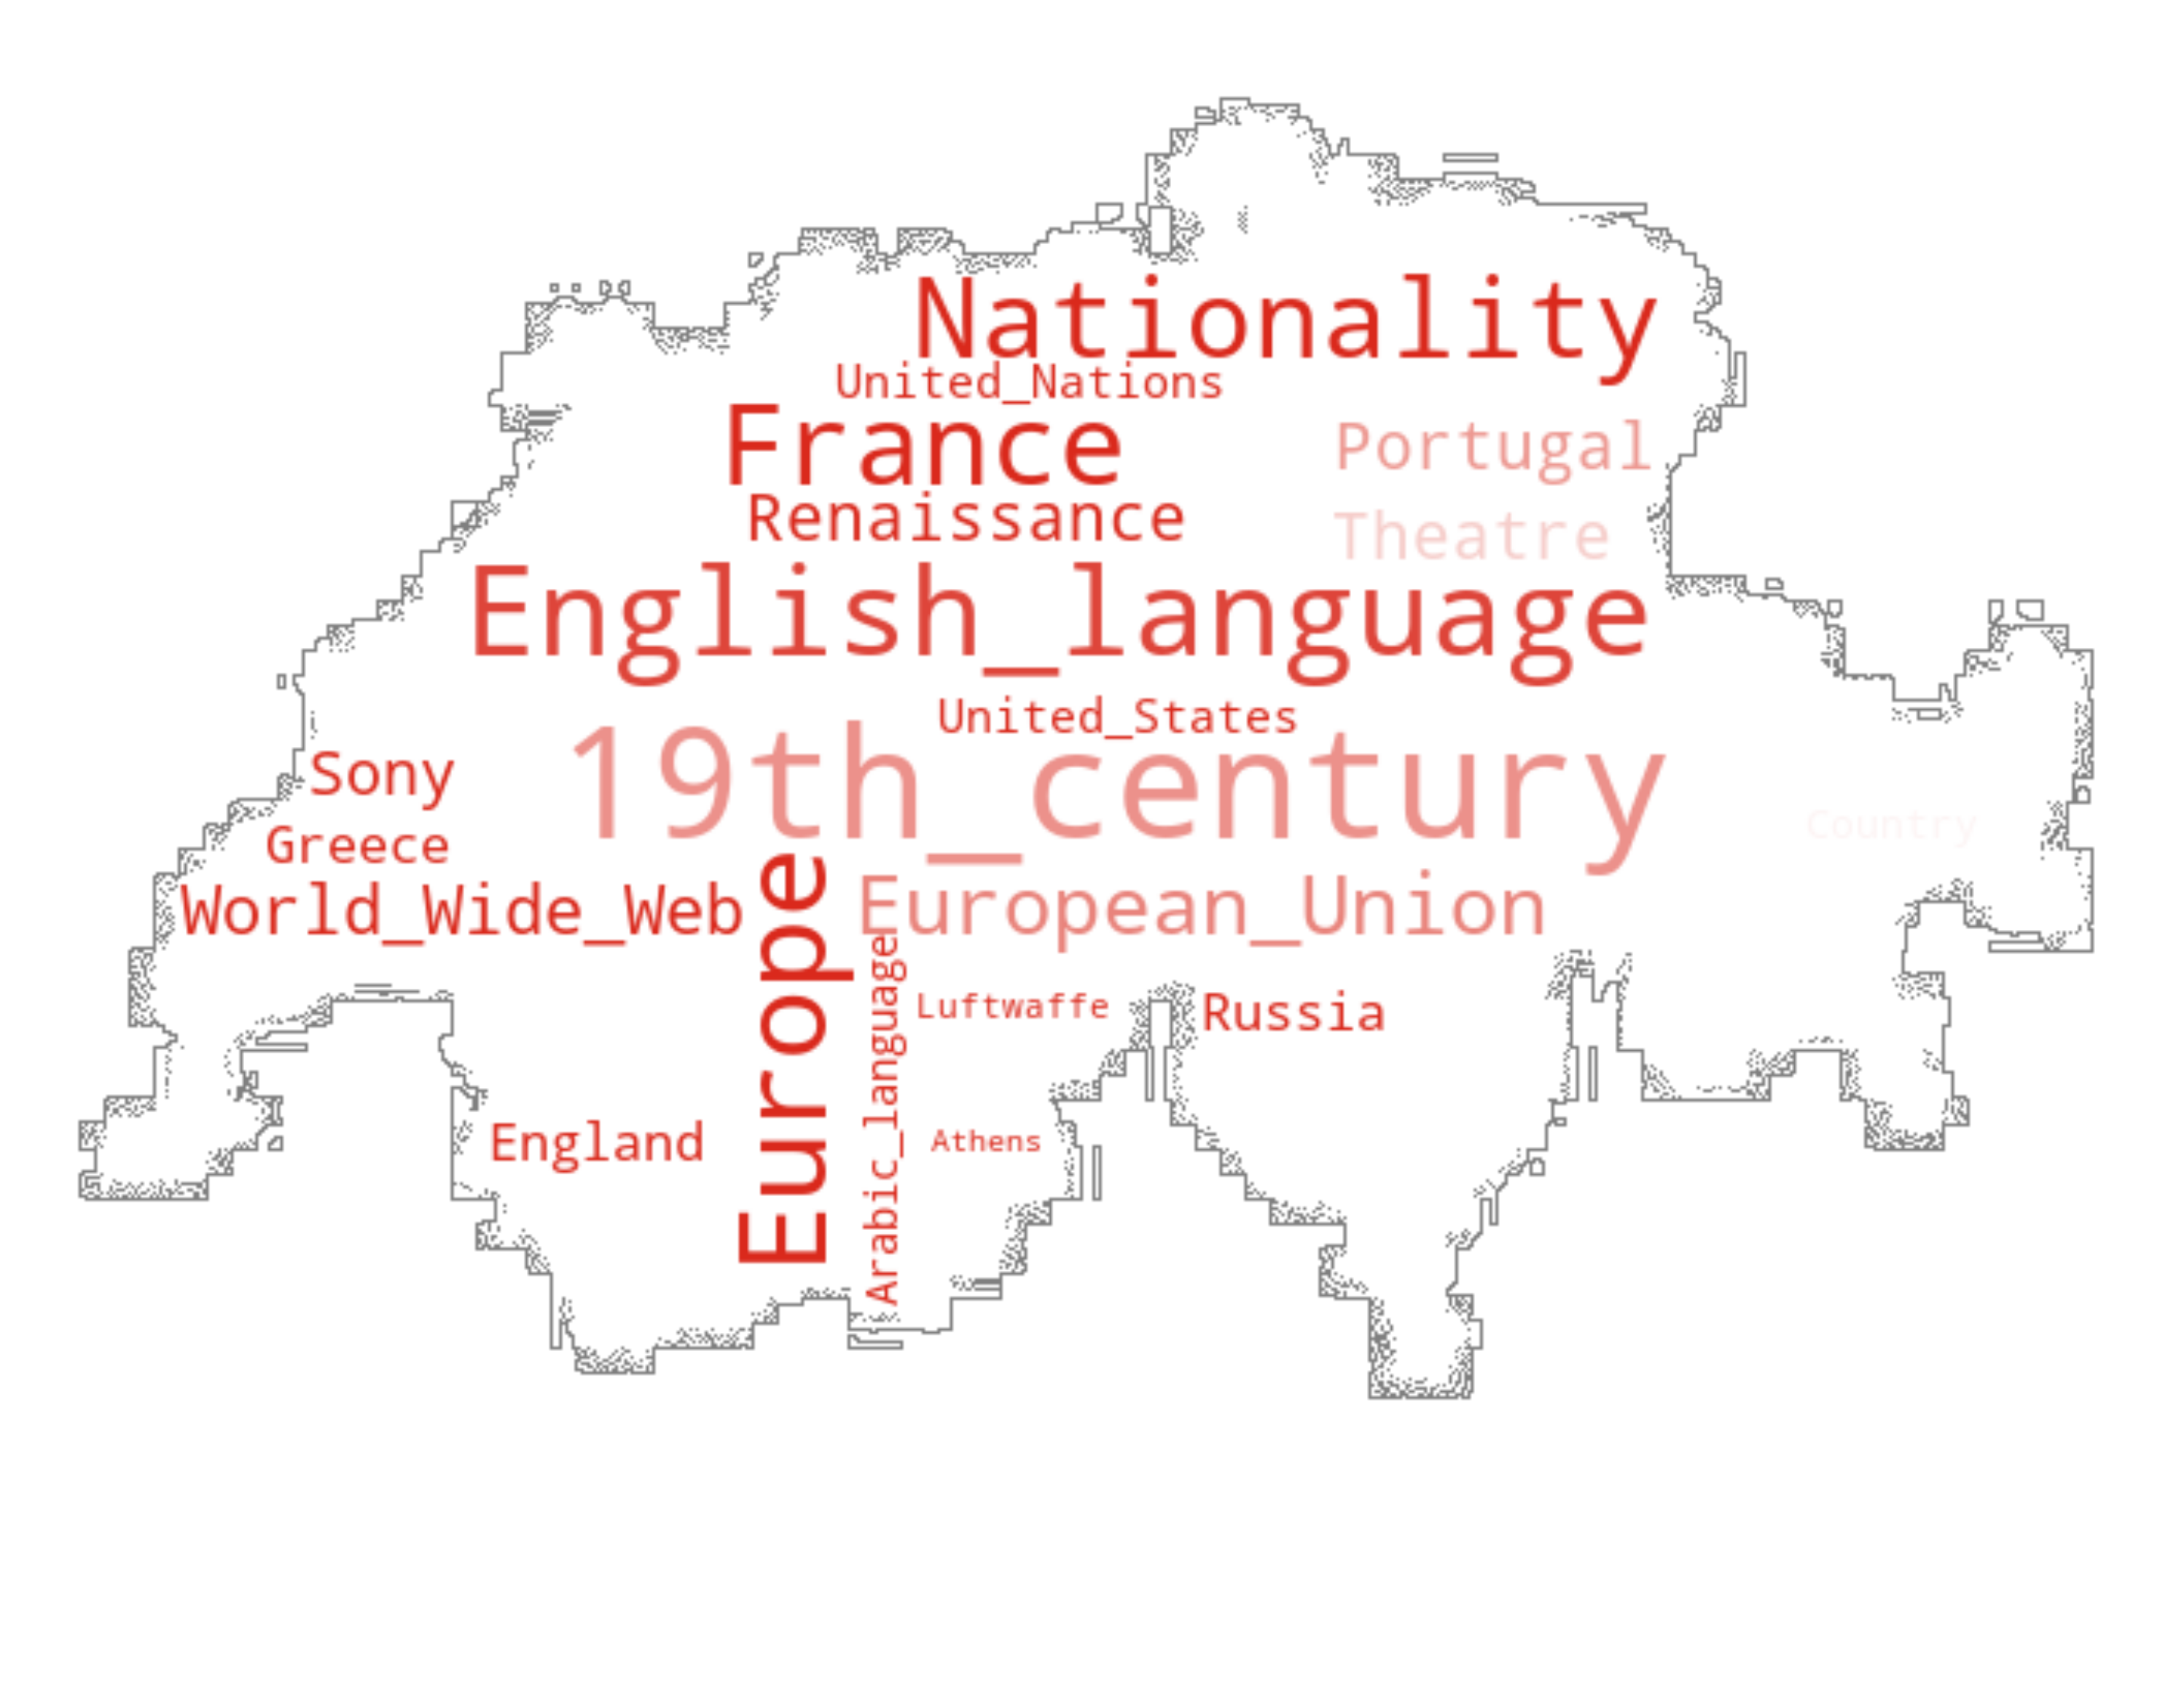 Nationality
United_Nations
France
Portugal
Renaissance
Theatre
English_language
United_States
19th_century
Sony
Country
Greece
World_Wide_Web
European_Union
Europe
Arabic_language
Luftwaffe
Russia
England
Athens